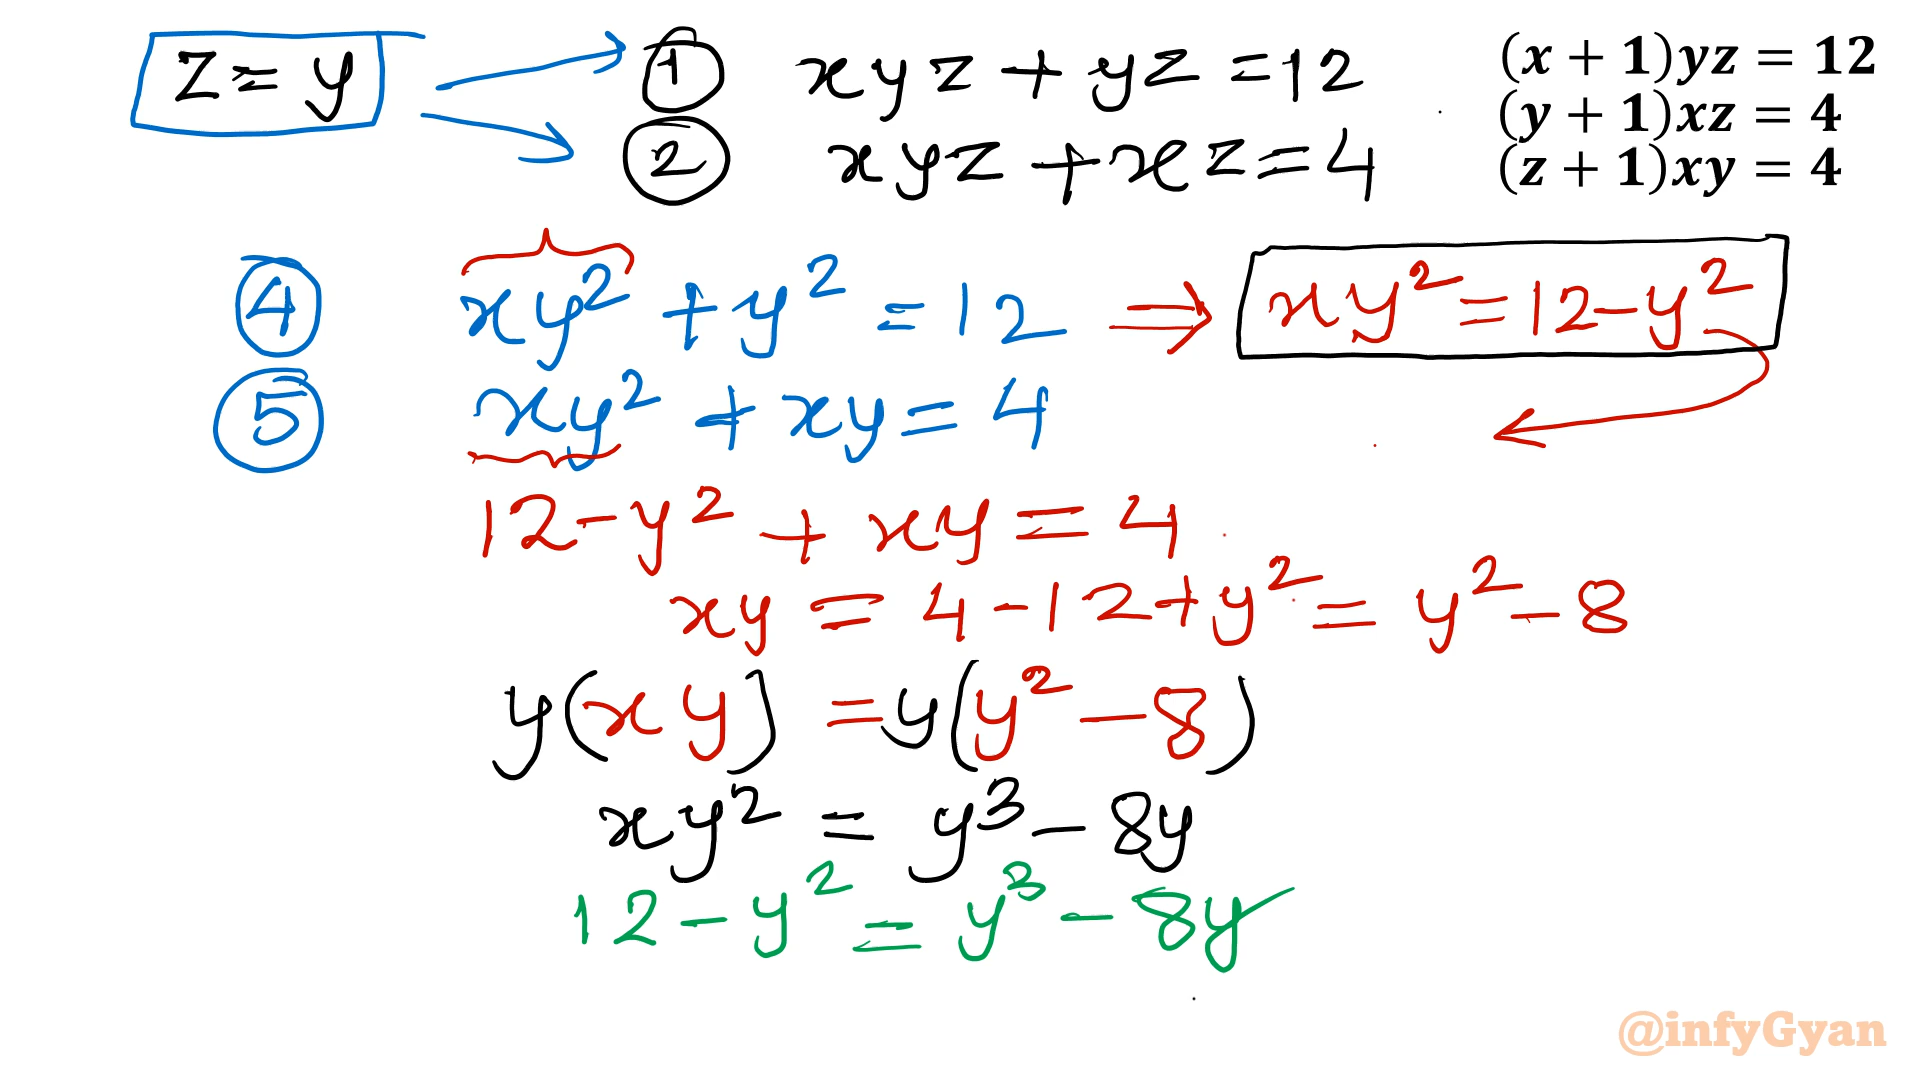 z = y
① xyz + yz = 12
② xyz + xz = 4
(x + 1)yz = 12
(y + 1)xz = 4
(z + 1)xy = 4
④ xy² + y² = 12 ⇒ xy² = 12 - y²
⑤ xy² + xy = 4
12 - y² + xy = 4
xy = 4 - 12 + y² = y² - 8
y(xy) = y(y² - 8)
xy² = y³ - 8y
12 - y² = y³ - 8y
@infyGyan